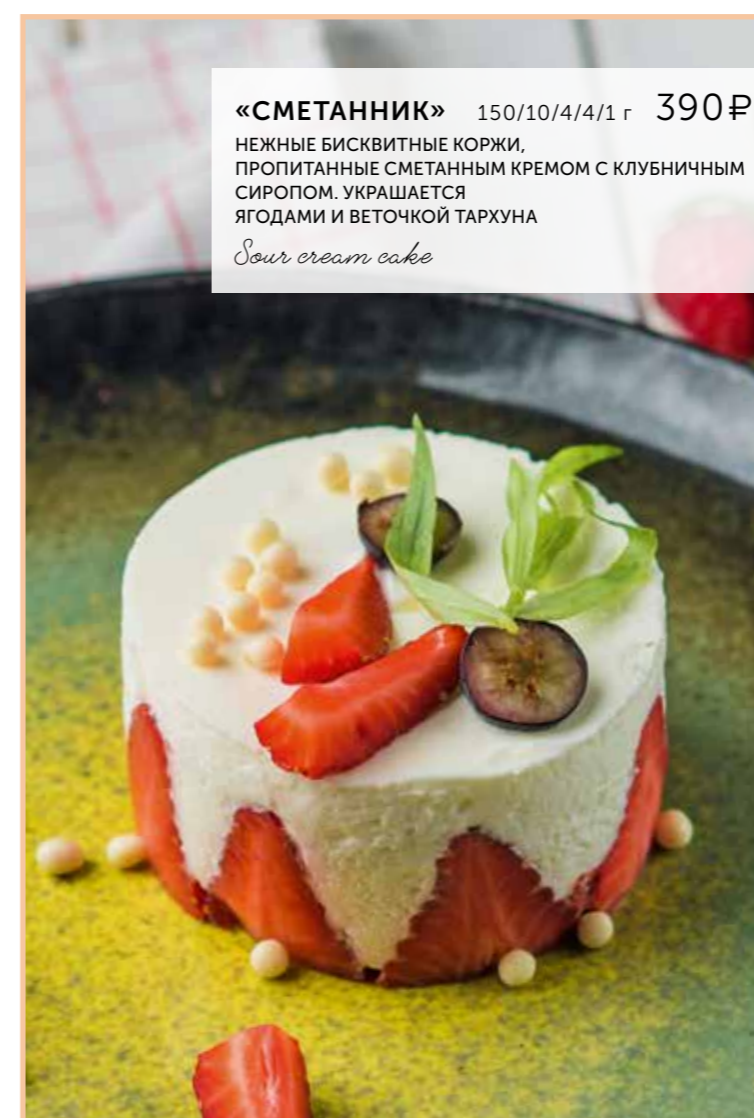 «СМЕТАННИК» 150/10/4/4/1 г 390₽
НЕЖНЫЕ БИСКВИТНЫЕ КОРЖИ,
ПРОПИТАННЫЕ СМЕТАННЫМ КРЕМОМ С КЛУБНИЧНЫМ
СИРОПОМ. УКРАШАЕТСЯ
ЯГОДАМИ И ВЕТОЧКОЙ ТАРХУНА
Sour cream cake